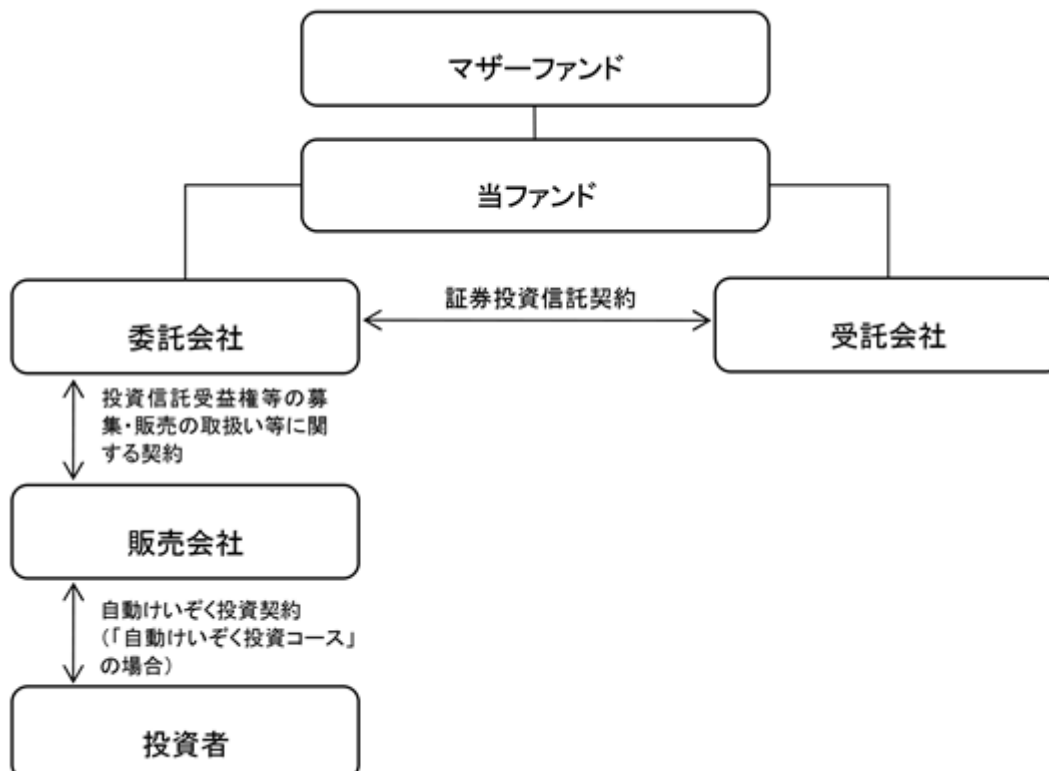 マザーファンド
当ファンド
証券投資信託契約
委託会社
受託会社
投資信託受益権等の募
集・販売の取扱い等に関
する契約
販売会社
自動けいぞく投資契約
(「自動けいぞく投資コース」
の場合)
投資者